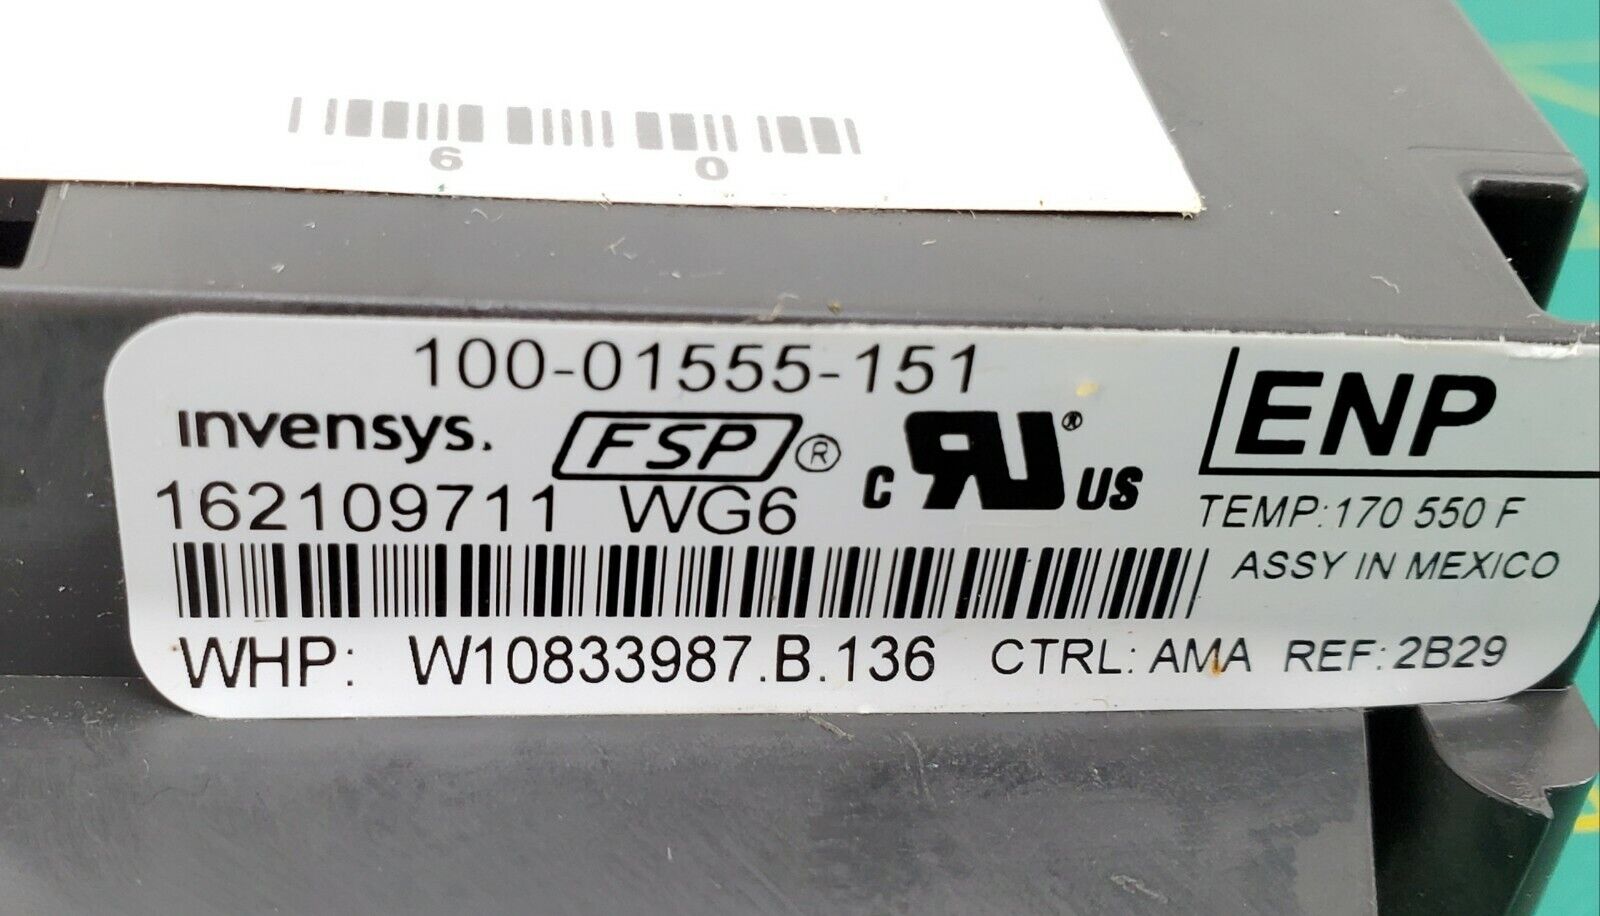 6 0
100-01555-151
invensys. FSP® c RU® US
ENP
162109711 WG6
TEMP:170 550 F
ASSY IN MEXICO
WHP: W10833987.B.136 CTRL: AMA REF: 2B29